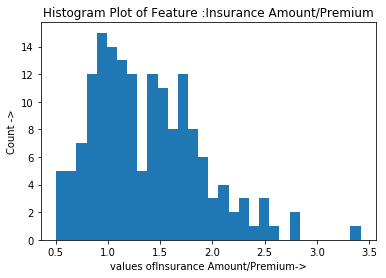 Histogram Plot of Feature :Insurance Amount/Premium
Count ->
14
12
10
8
6
4
2
0
0.5 1.0 1.5 2.0 2.5 3.0 3.5
values ofInsurance Amount/Premium->